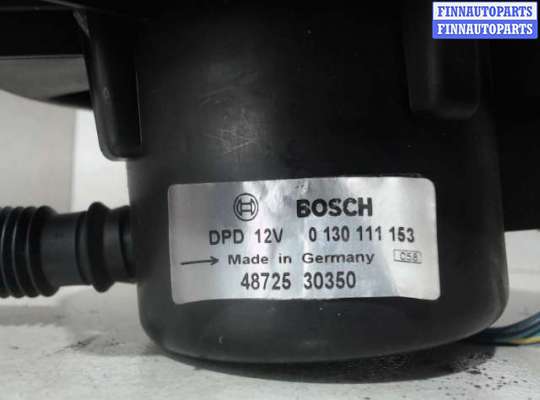 FINNAUTOPARTS
FINNAUTOPARTS
BOSCH
DPD 12V 0 130 111 153
Made in Germany C58
48725 30350